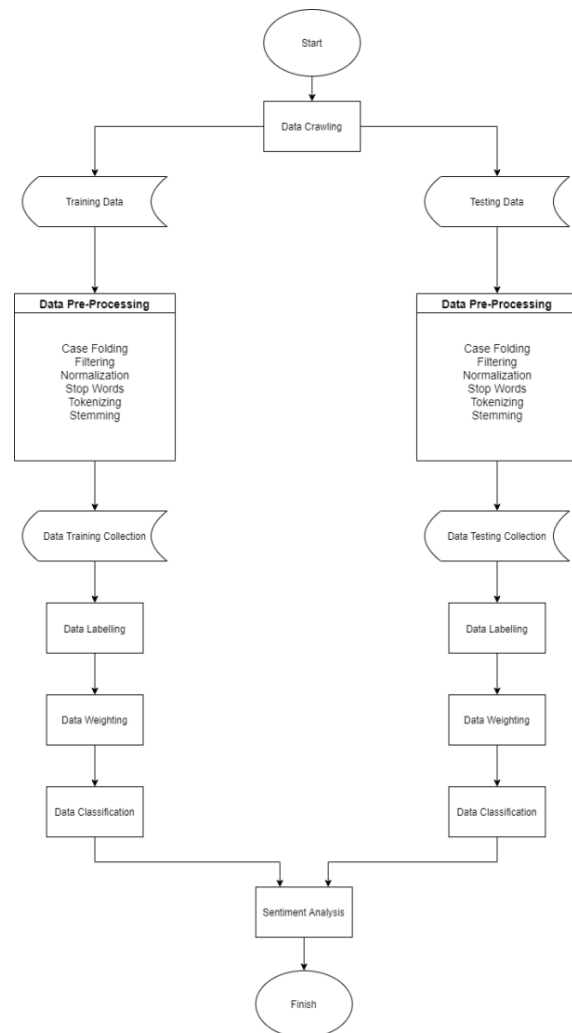 Start
Data Crawling
Training Data
Testing Data
Data Pre-Processing
Case Folding
Filtering
Normalization
Stop Words
Tokenizing
Stemming
Data Pre-Processing
Case Folding
Filtering
Normalization
Stop Words
Tokenizing
Stemming
Data Training Collection
Data Testing Collection
Data Labelling
Data Labelling
Data Weighting
Data Weighting
Data Classification
Data Classification
Sentiment Analysis
Finish